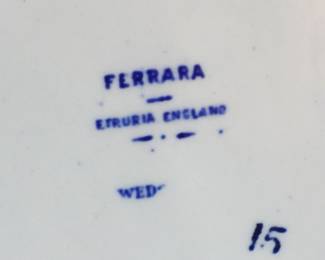 FERRARA
ETRURIA ENGLAND
WED
15